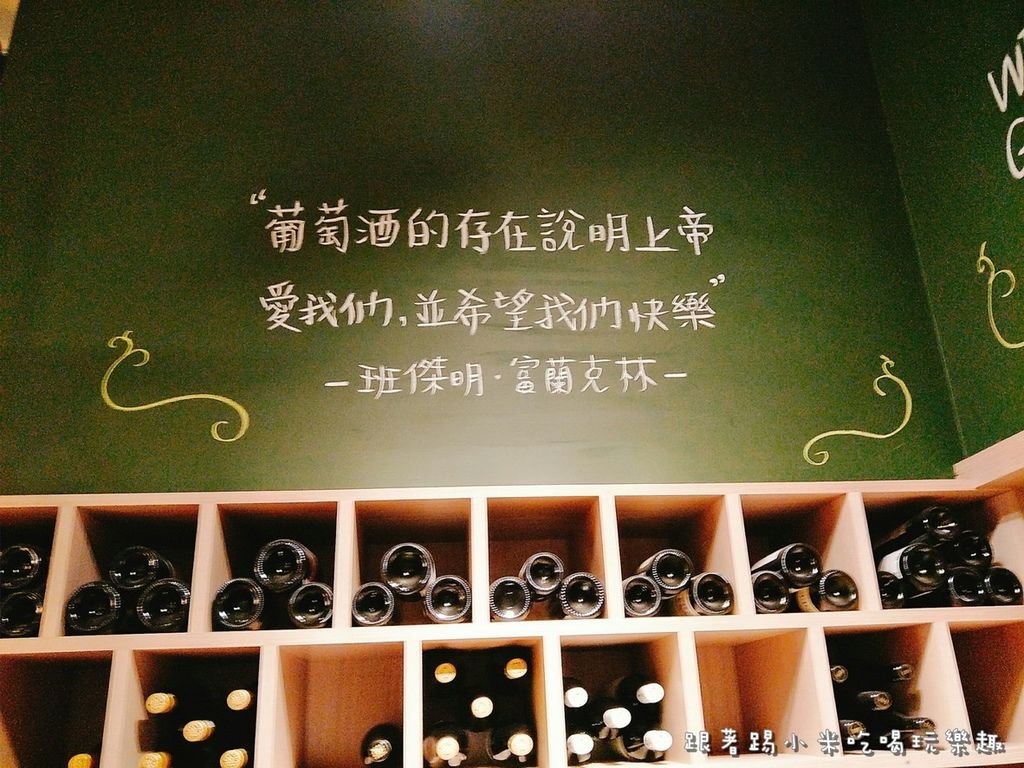 “葡萄酒的存在說明上帝
愛我們,並希望我們快樂”
－班傑明·富蘭克林－
跟著踢小米吃喝玩樂趣